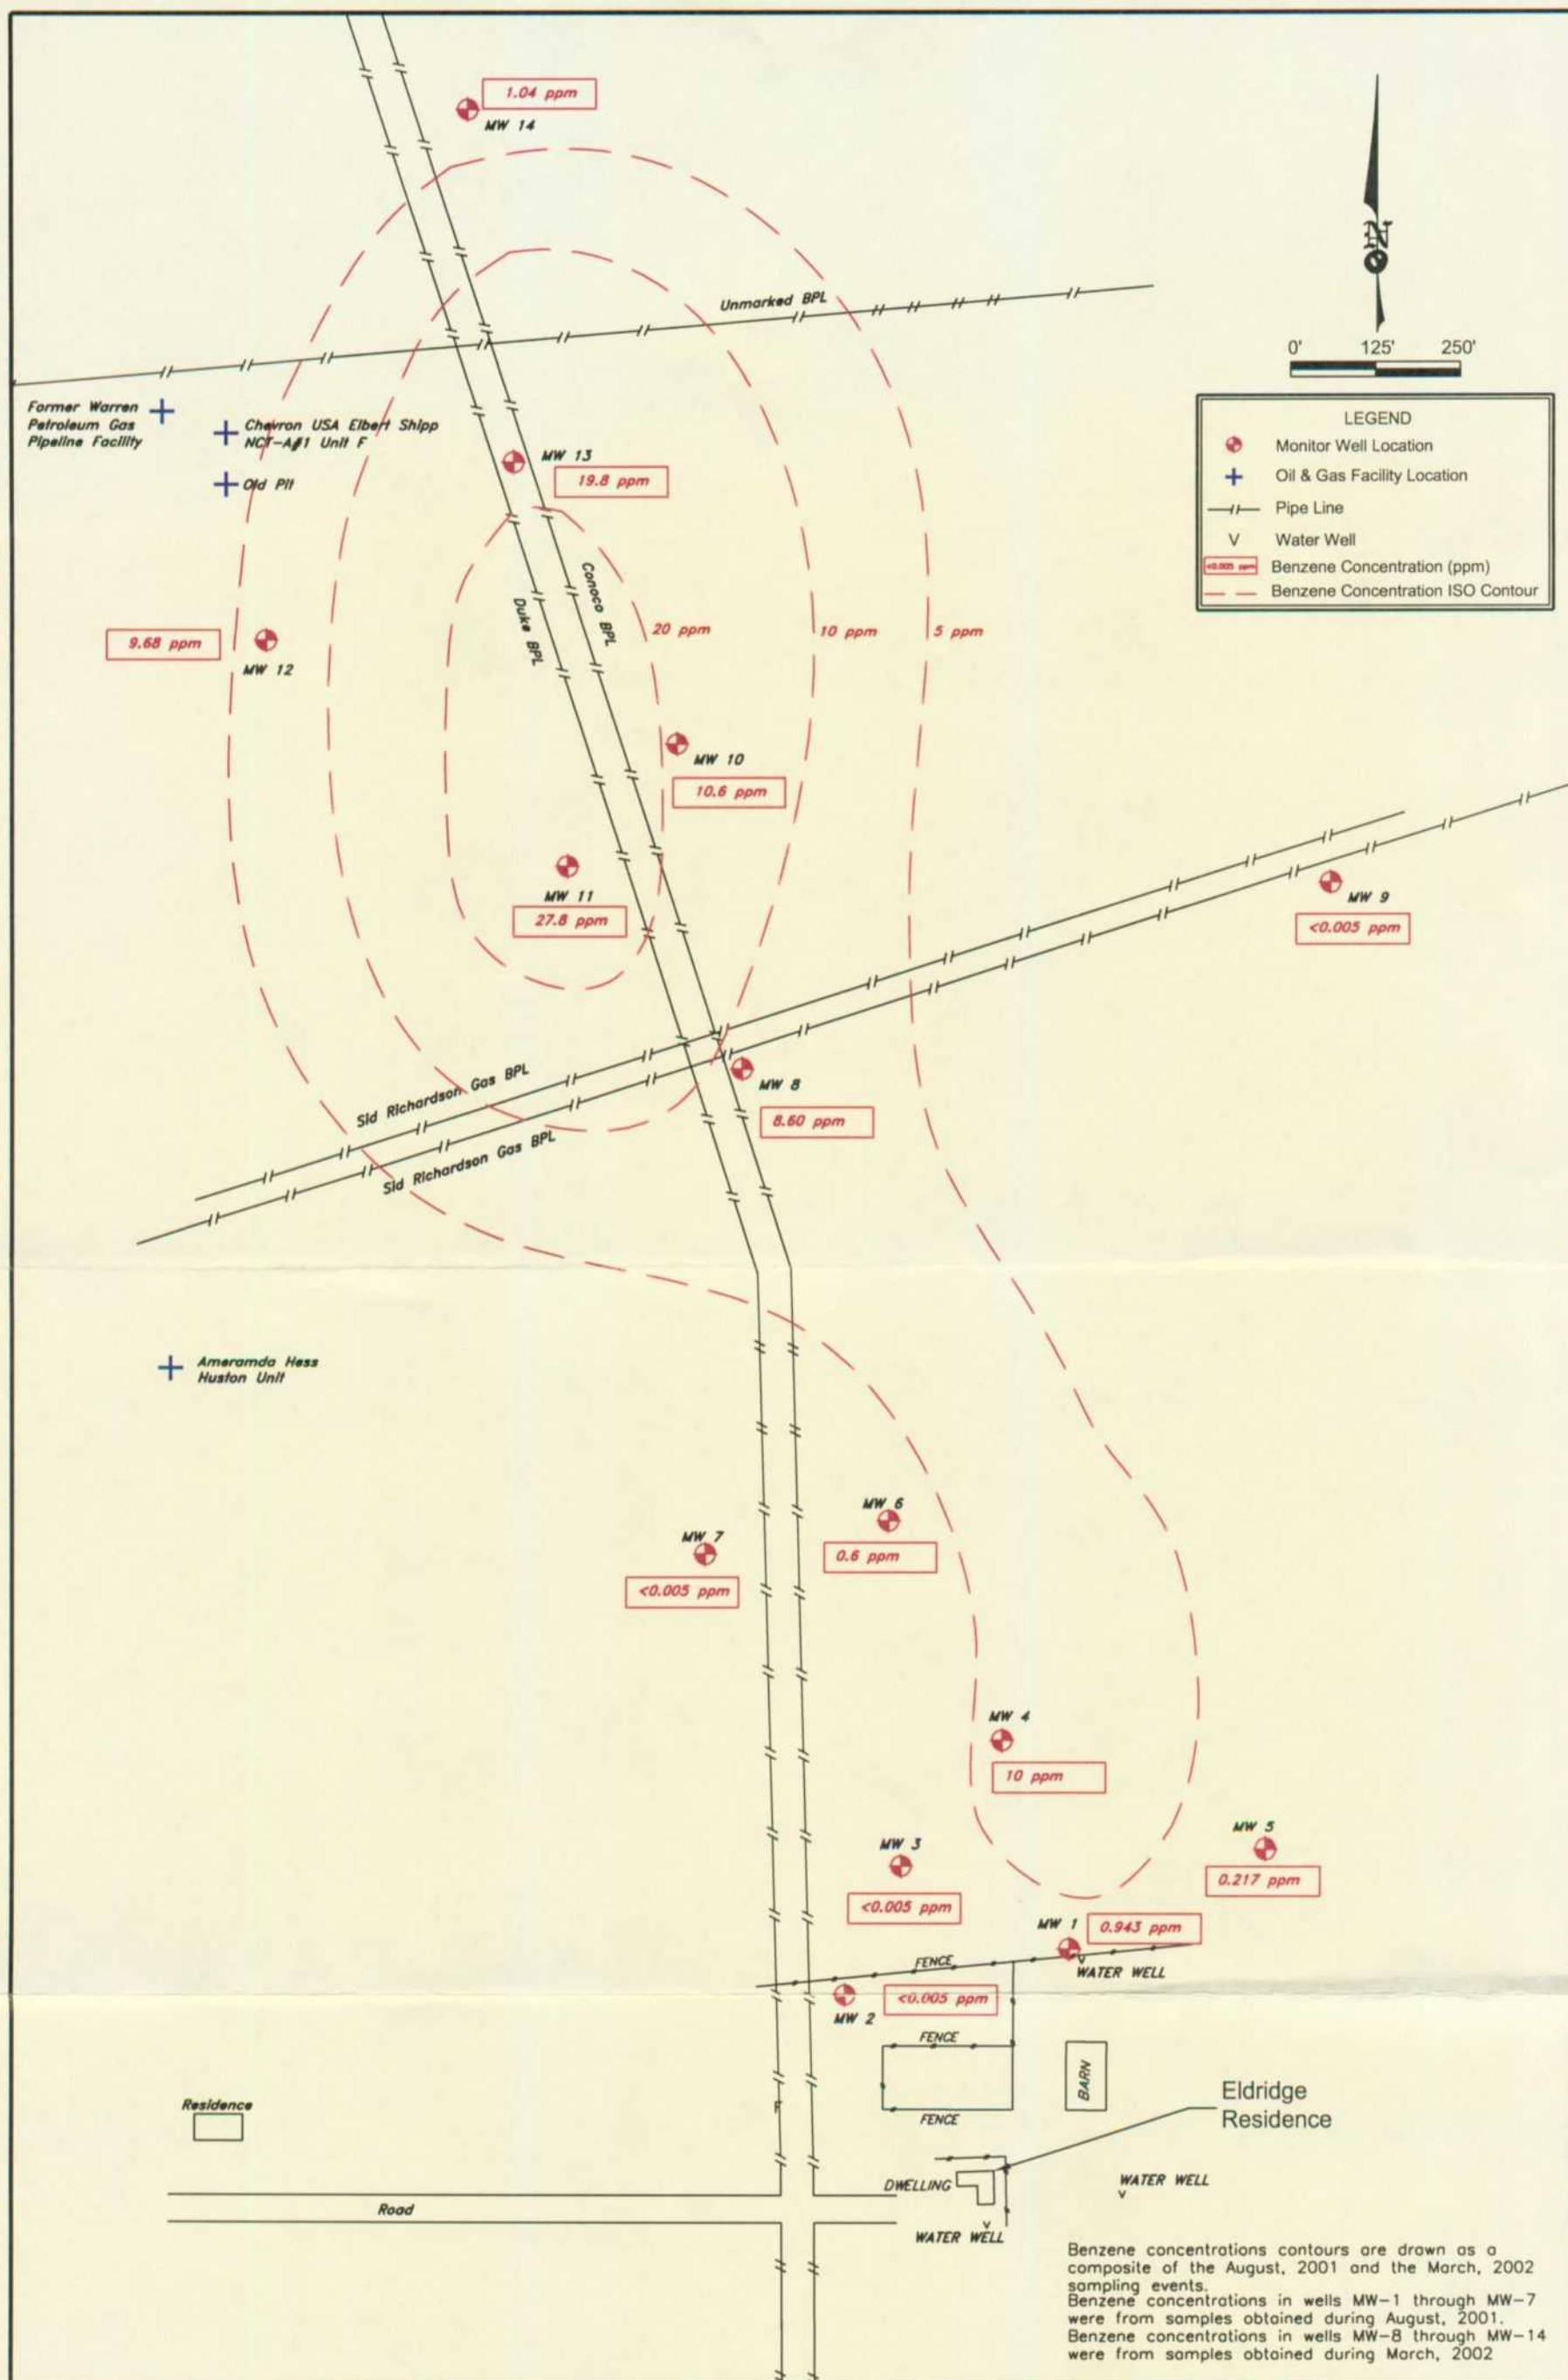 1.04 ppm
MW 14
Unmarked BPL
0' 125' 250'
Former Warren
Petroleum Gas
Pipeline Facility
Chevron USA Elbert Shipp
NCT-A#1 Unit F
Old Pit
LEGEND
Monitor Well Location
Oil & Gas Facility Location
Pipe Line
V Water Well
<0.005 ppm Benzene Concentration (ppm)
Benzene Concentration ISO Contour
MW 13
19.8 ppm
Conoco BPL
Duke BPL
20 ppm
10 ppm
5 ppm
9.68 ppm
MW 12
MW 10
10.6 ppm
MW 11
27.8 ppm
MW 9
<0.005 ppm
Sid Richardson Gas BPL
Sid Richardson Gas BPL
MW 8
8.60 ppm
Ameramda Hess
Huston Unit
MW 6
0.6 ppm
MW 7
<0.005 ppm
MW 4
10 ppm
MW 3
<0.005 ppm
MW 5
0.217 ppm
MW 1
0.943 ppm
FENCE
V
WATER WELL
MW 2
<0.005 ppm
FENCE
BARN
FENCE
Residence
F
Eldridge
Residence
DWELLING
WATER WELL
V
V
WATER WELL
Road
Benzene concentrations contours are drawn as a
composite of the August, 2001 and the March, 2002
sampling events.
Benzene concentrations in wells MW-1 through MW-7
were from samples obtained during August, 2001.
Benzene concentrations in wells MW-8 through MW-14
were from samples obtained during March, 2002